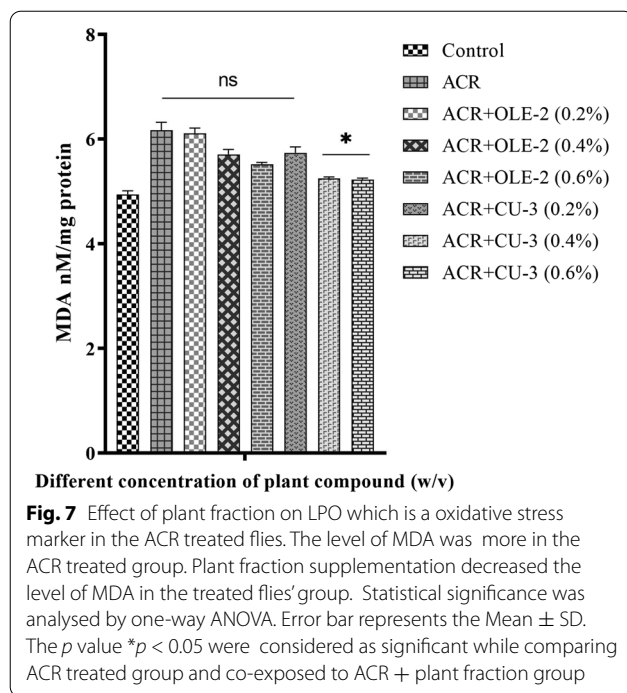 8
6
4
2
0
MDA nM/mg protein
ns
*
Control
ACR
ACR+OLE-2 (0.2%)
ACR+OLE-2 (0.4%)
ACR+OLE-2 (0.6%)
ACR+CU-3 (0.2%)
ACR+CU-3 (0.4%)
ACR+CU-3 (0.6%)
Different concentration of plant compound (w/v)
Fig. 7 Effect of plant fraction on LPO which is a oxidative stress
marker in the ACR treated flies. The level of MDA was more in the
ACR treated group. Plant fraction supplementation decreased the
level of MDA in the treated flies' group. Statistical significance was
analysed by one-way ANOVA. Error bar represents the Mean ± SD.
The p value *p < 0.05 were considered as significant while comparing
ACR treated group and co-exposed to ACR + plant fraction group